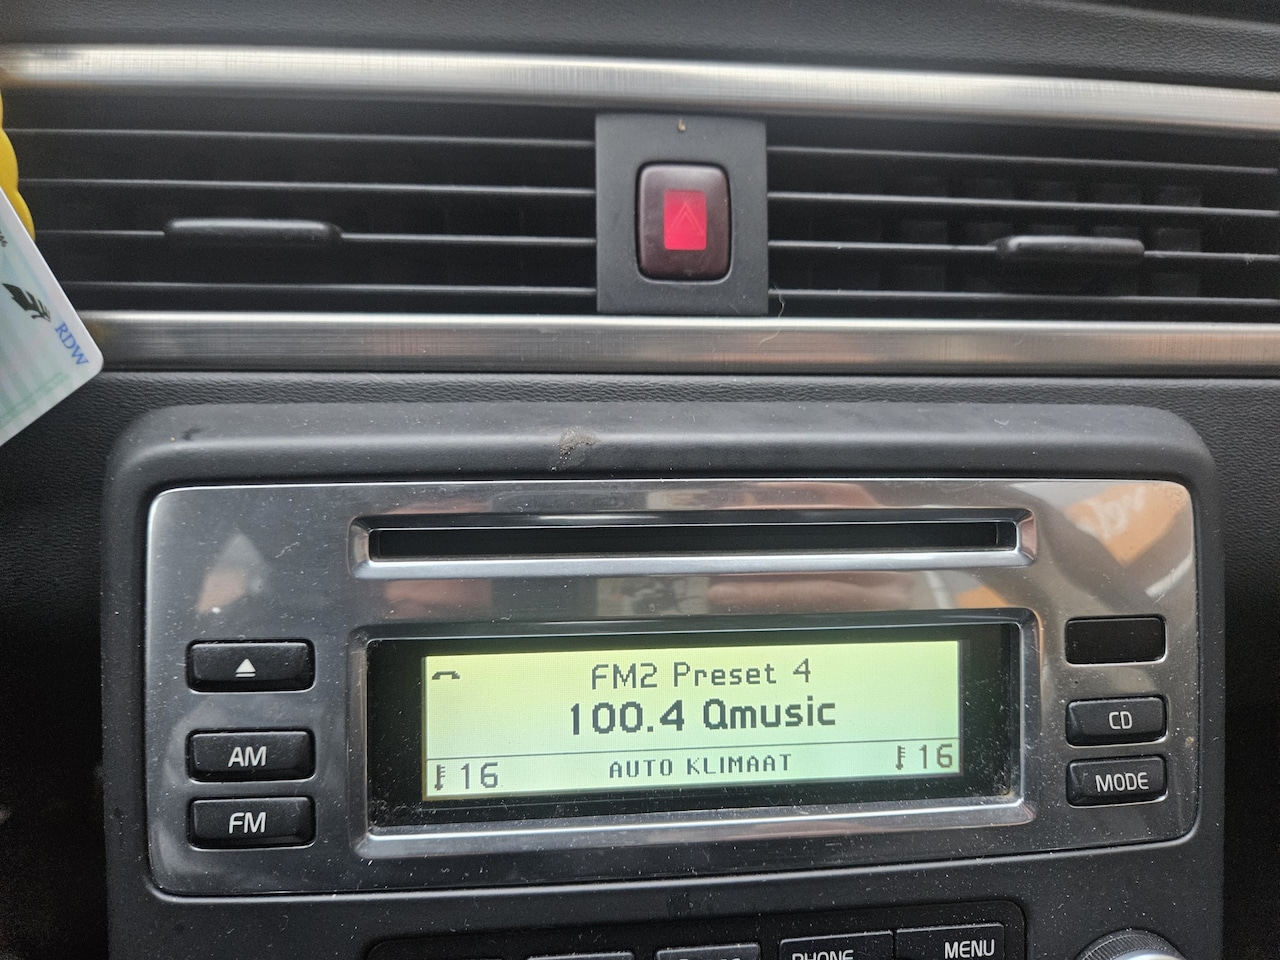 RDW
FM2 Preset 4
100.4 Qmusic
16 AUTO KLIMAAT 16
AM
FM
CD
MODE
PHONE
MENU